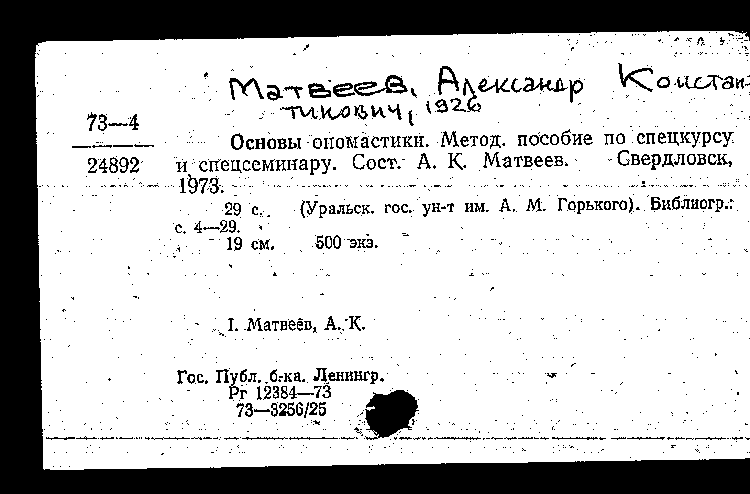 Матвеев, Александр Констан-
тинович, 1926
73—4
24892
Основы ономастики. Метод. пособие по спецкурсу
и спецсеминару. Сост. А. К. Матвеев. Свердловск,
1973.
29 с. (Уральск. гос. ун-т им. А. М. Горького). Библиогр.:
с. 4—29.
19 см. 500 экз.
I. Матвеев, А. К.
Гос. Публ. б-ка. Ленингр.
Рг 12384—73
73—3256/25